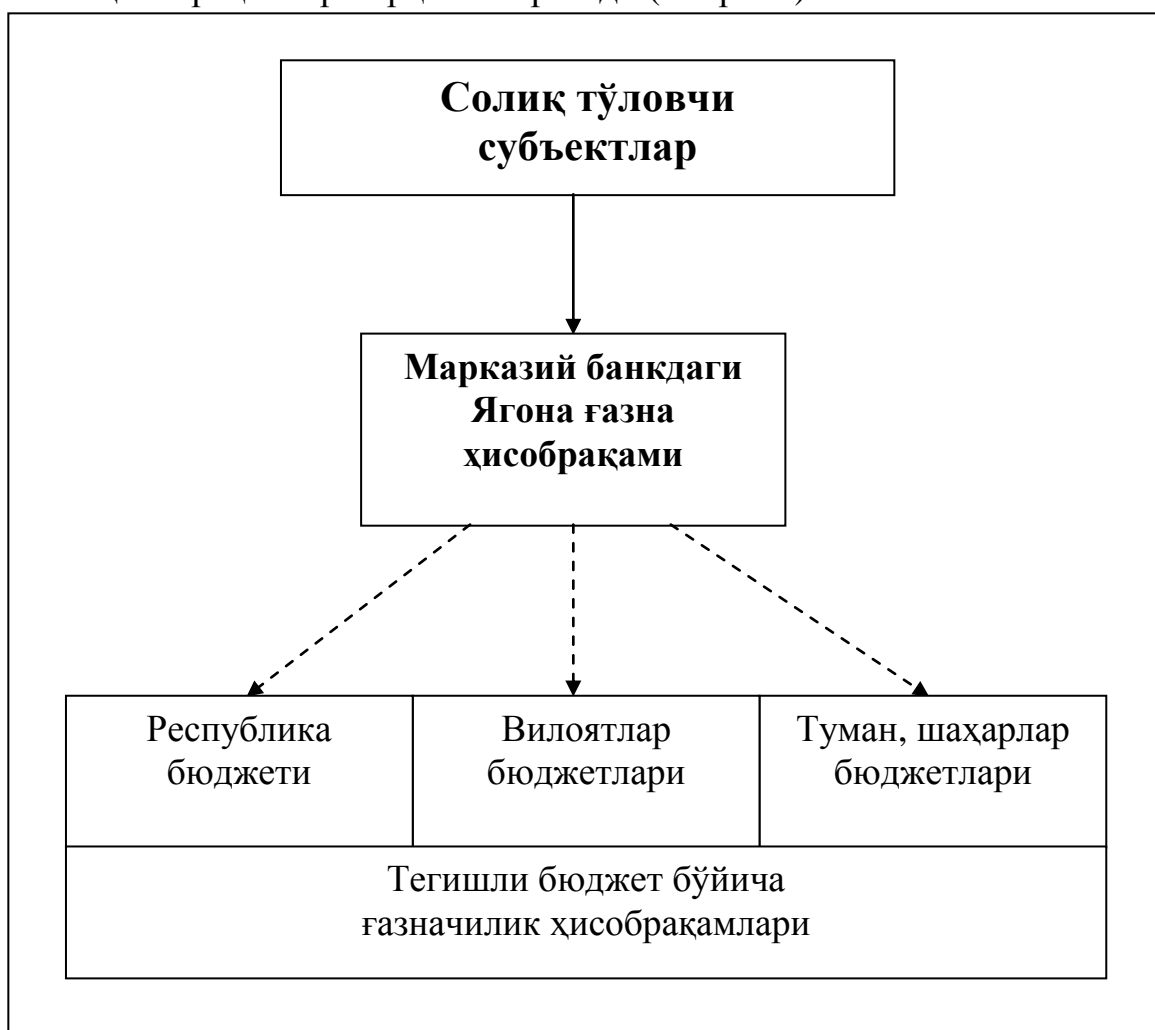 Солиқ тўловчи
субъектлар
Марказий банкдаги
Ягона ғазна
ҳисобрақами
Республика
бюджети
Вилоятлар
бюджетлари
Туман, шаҳарлар
бюджетлари
Тегишли бюджет бўйича
ғазначилик ҳисобрақамлари